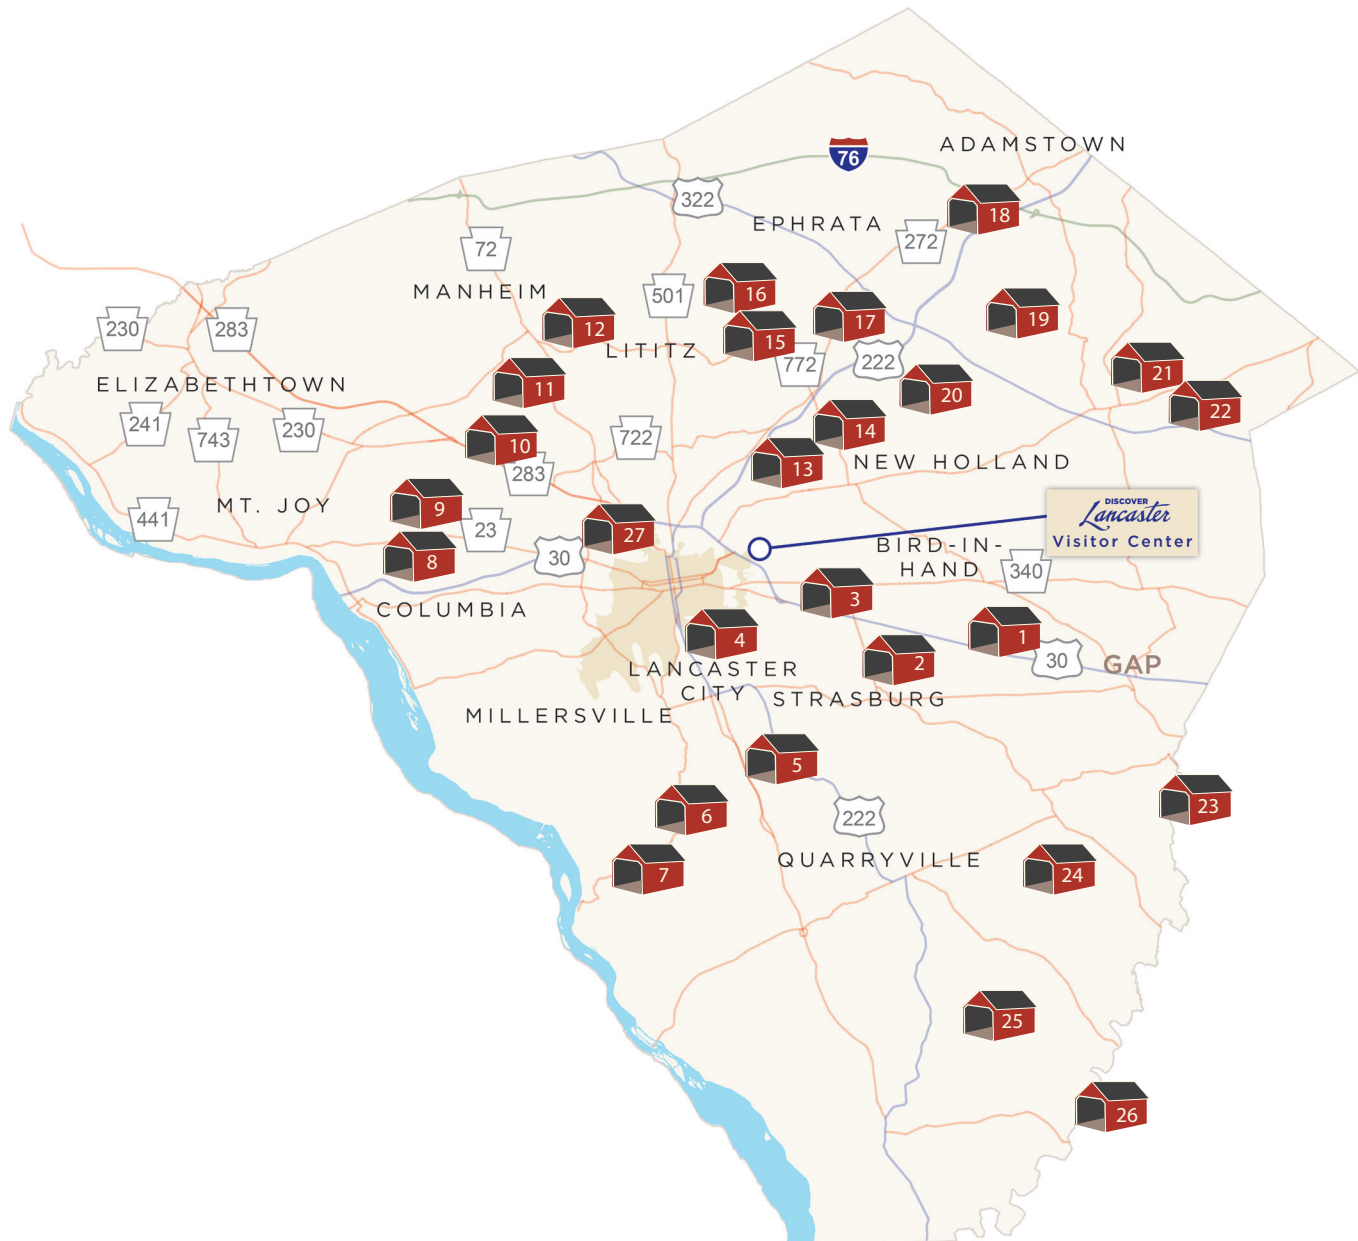 ADAMSTOWN
76
322
18
EPHRATA
272
72
MANHEIM
16
501
12
17
19
230
283
15
LITITZ
772
222
21
ELIZABETHTOWN
11
20
22
241
743
230
722
14
10
283
13
NEW HOLLAND
MT. JOY
9
441
23
27
DISCOVER
Lancaster
Visitor Center
BIRD-IN-
HAND
8
30
340
3
COLUMBIA
4
1
2
30
GAP
LANCASTER
CITY
STRASBURG
MILLERSVILLE
5
23
6
222
QUARRYVILLE
7
24
25
26